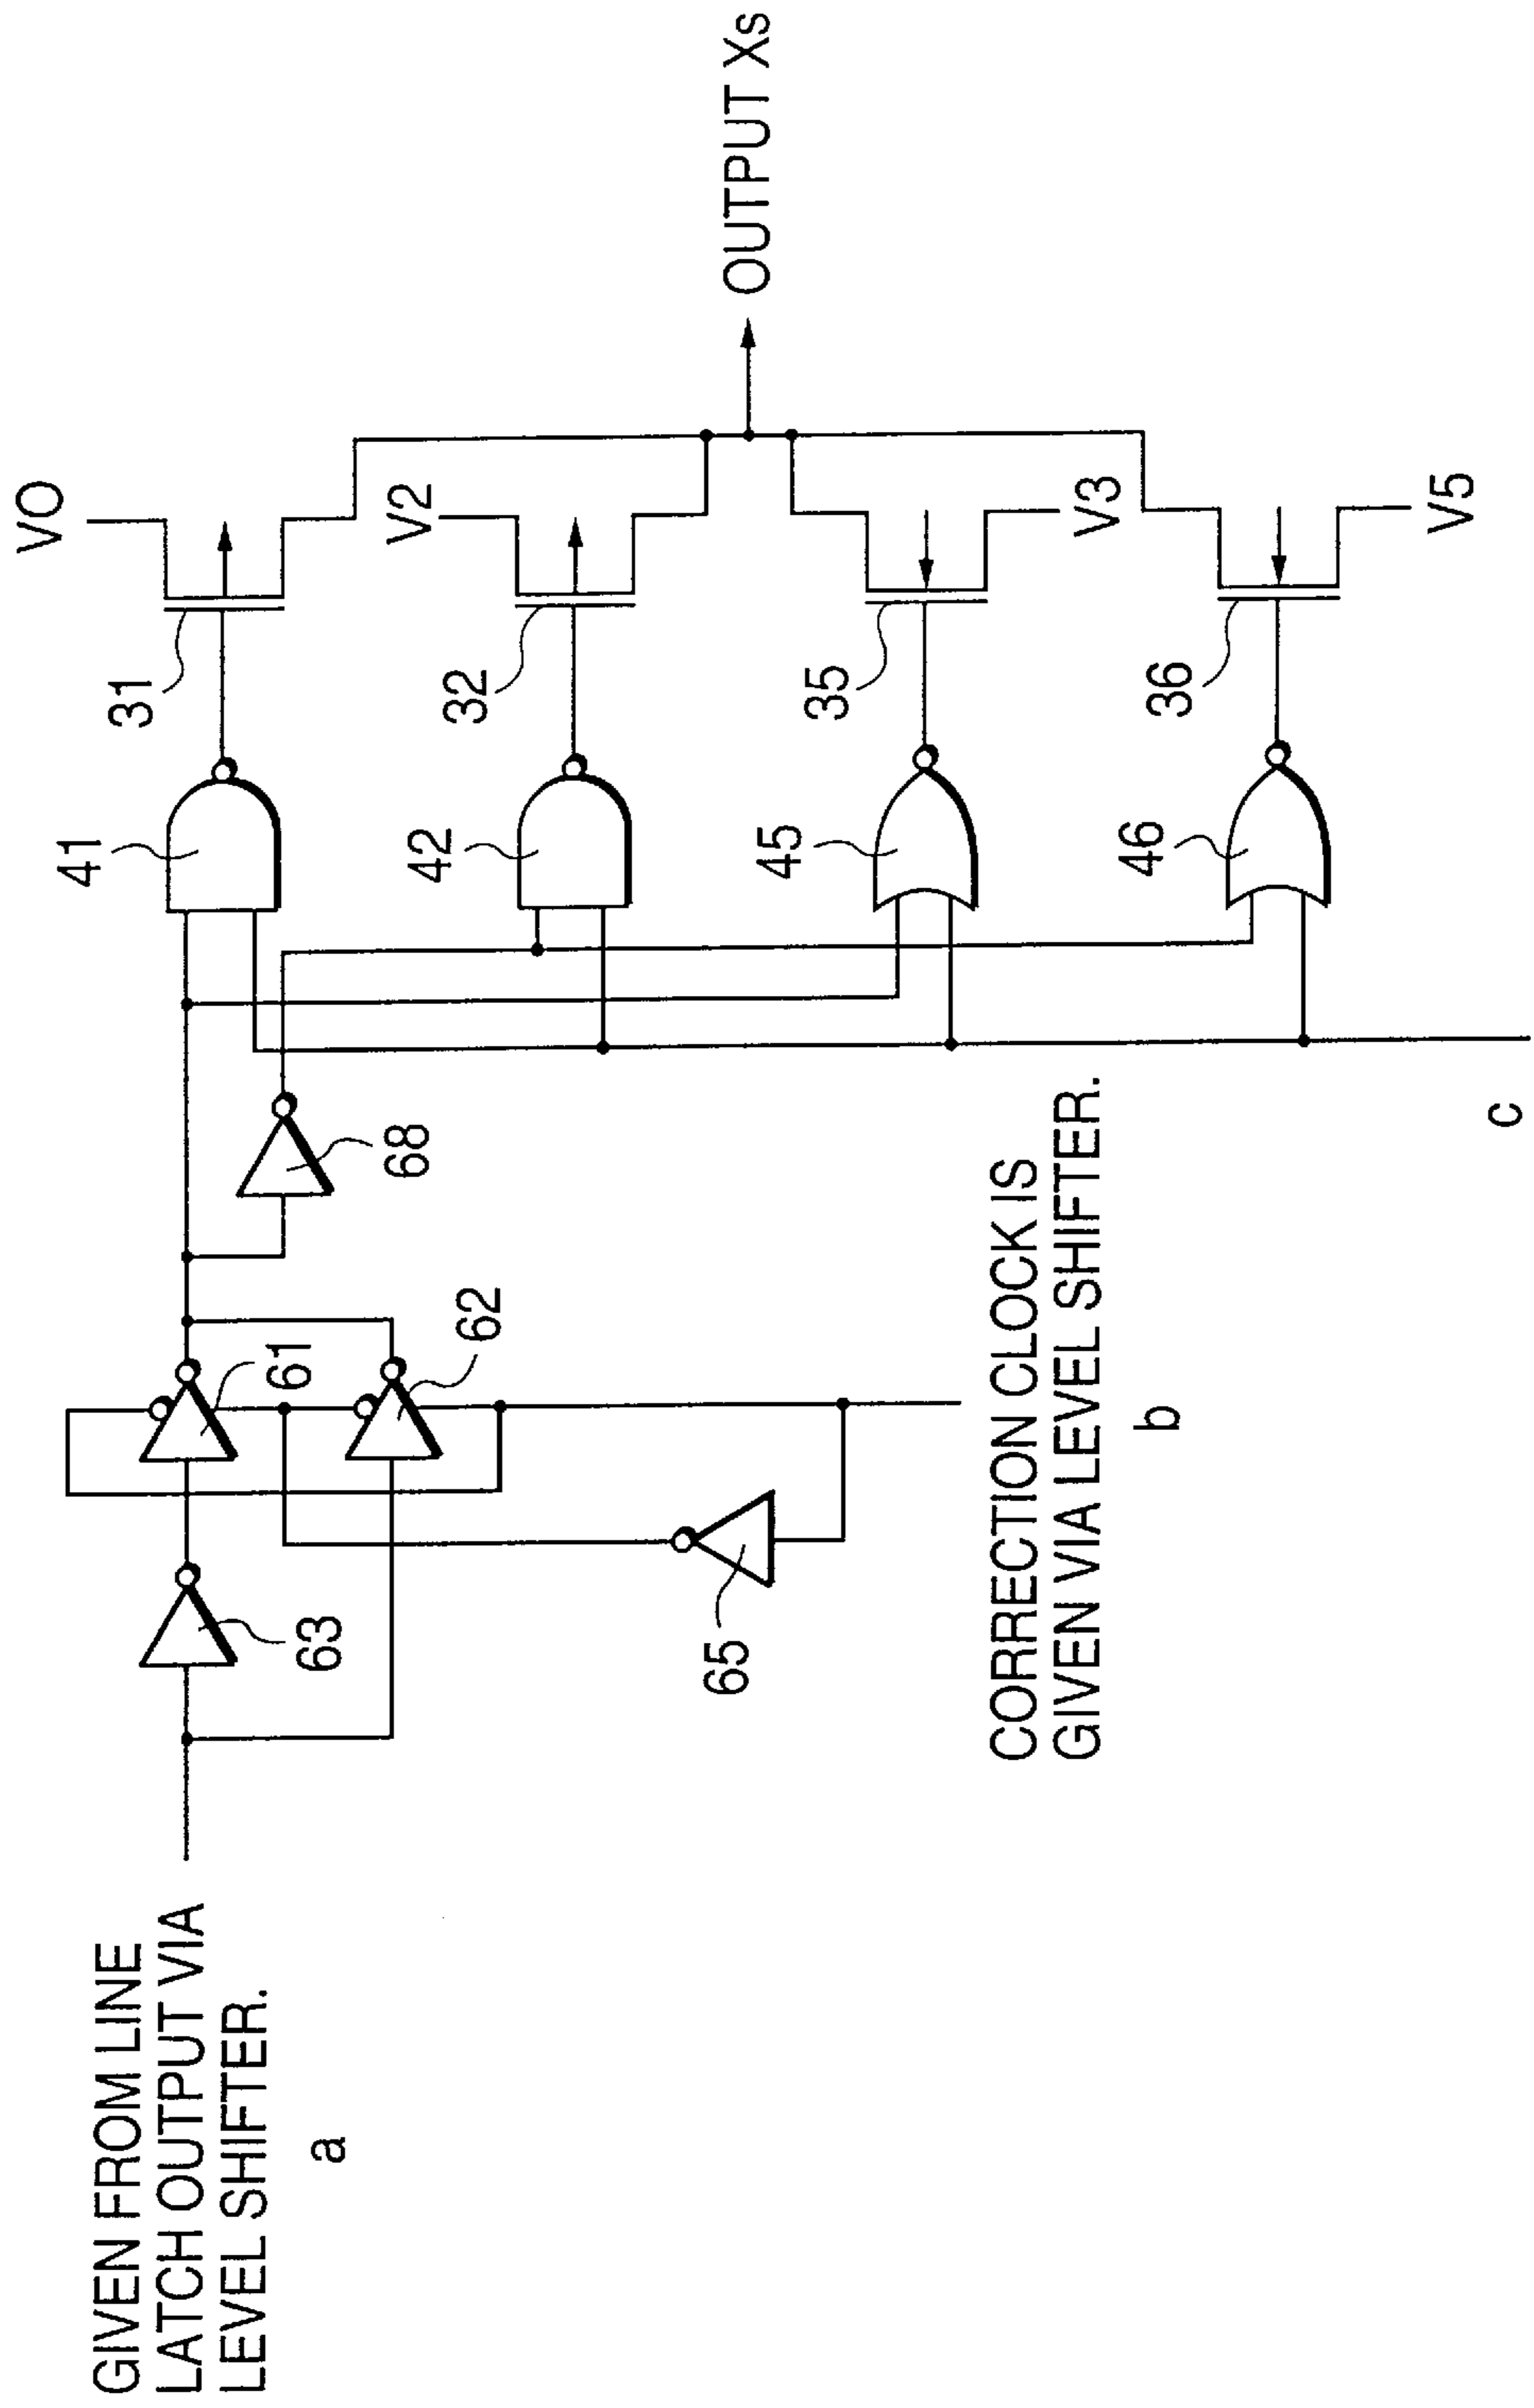 GIVEN FROM LINE
LATCH OUTPUT VIA
LEVEL SHIFTER.
a
63
61
62
65
68
CORRECTION CLOCK IS
GIVEN VIA LEVEL SHIFTER.
b
c
41
42
45
46
31
32
35
36
VO
V2
V3
V5
OUTPUT Xs